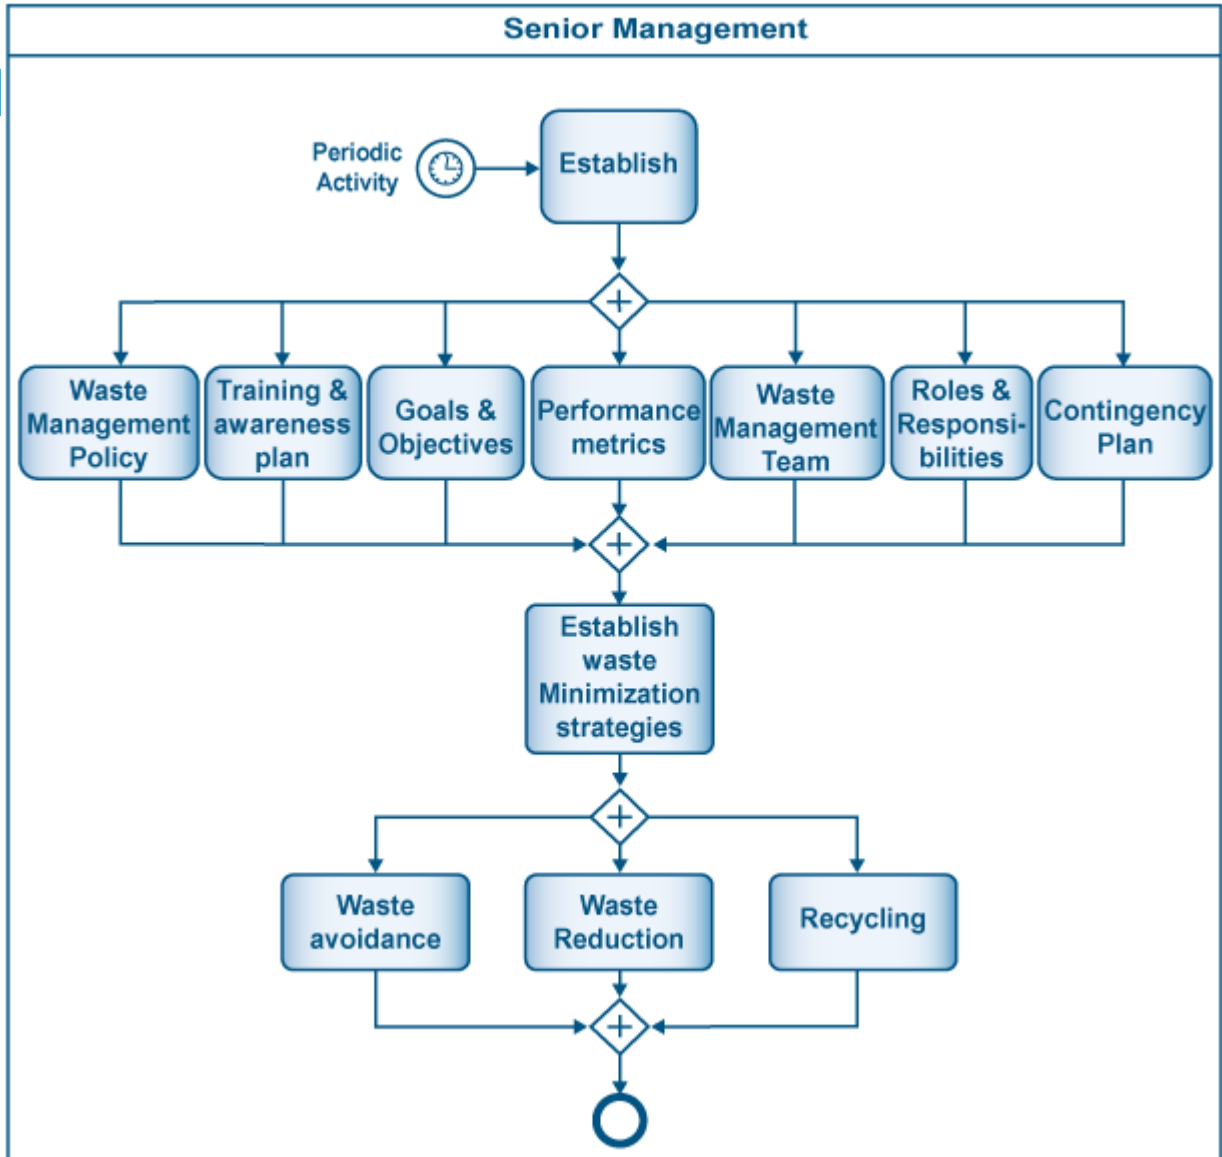 Senior Management
Periodic
Activity
Establish
Waste
Management
Policy
Training &
awareness
plan
Goals &
Objectives
Performance
metrics
Waste
Management
Team
Roles &
Responsi-
bilities
Contingency
Plan
Establish
waste
Minimization
strategies
Waste
avoidance
Waste
Reduction
Recycling